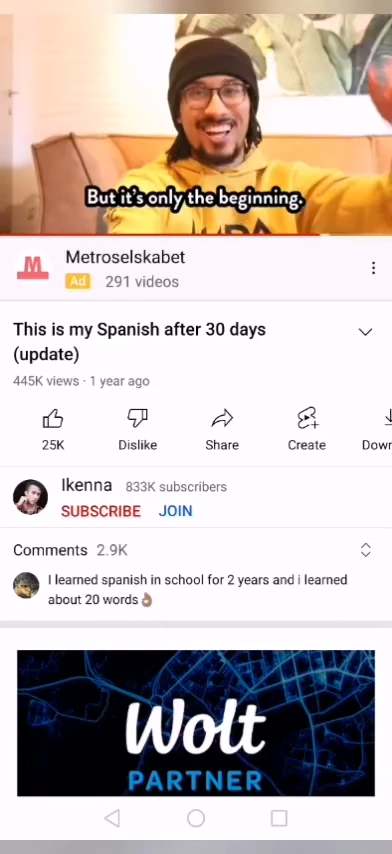 But it's only the beginning.
M
Metroselskabet
Ad 291 videos
This is my Spanish after 30 days
(update)
445K views · 1 year ago
25K Dislike Share Create Down
Ikenna 833K subscribers
SUBSCRIBE JOIN
Comments 2.9K
I learned spanish in school for 2 years and i learned
about 20 words👌🏽
Wolt
PARTNER